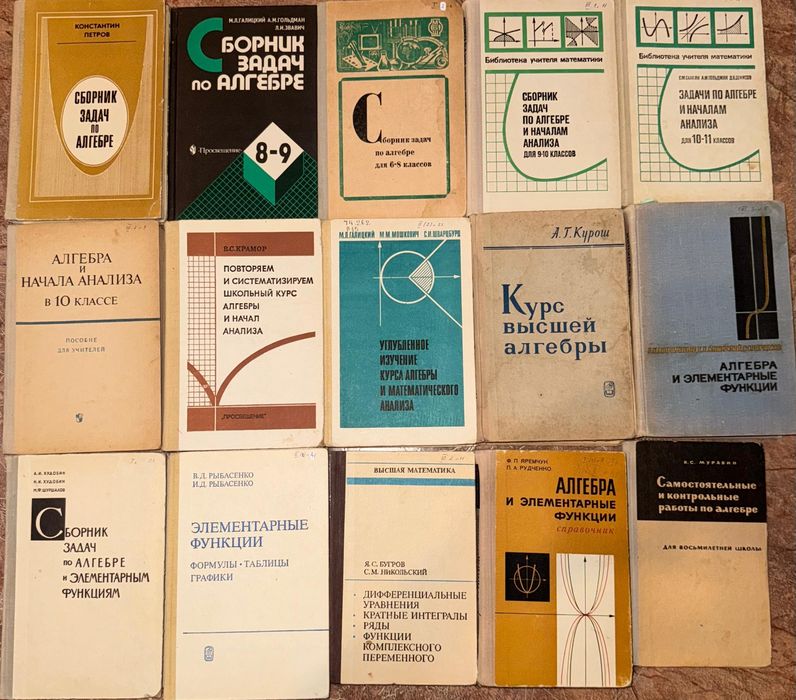 КОНСТАНТИН
ПЕТРОВ
СБОРНИК
ЗАДАЧ
ПО
АЛГЕБРЕ
М.Л.ГАЛИЦКИЙ А.М.ГОЛЬДМАН
Л.И.ЗВАВИЧ
СБОРНИК
ЗАДАЧ
ПО АЛГЕБРЕ
Просвещение
8-9
Сборник задач
по алгебре
для 6-8 классов
Библиотека учителя математики
СБОРНИК
ЗАДАЧ
ПО АЛГЕБРЕ
И НАЧАЛАМ
АНАЛИЗА
ДЛЯ 9-10 КЛАССОВ
Библиотека учителя математики
ЗАДАЧИ ПО АЛГЕБРЕ
И НАЧАЛАМ
АНАЛИЗА
ДЛЯ 10-11 КЛАССОВ
АЛГЕБРА
И
НАЧАЛА АНАЛИЗА
В 10 КЛАССЕ
ПОСОБИЕ
ДЛЯ УЧИТЕЛЕЙ
В.С.КРАМОР
ПОВТОРЯЕМ
И СИСТЕМАТИЗИРУЕМ
ШКОЛЬНЫЙ КУРС
АЛГЕБРЫ
И НАЧАЛ
АНАЛИЗА
"ПРОСВЕЩЕНИЕ"
М.Л.ГАЛИЦКИЙ М.М.МОШКОВИЧ С.И.ШВАРЦБУРД
УГЛУБЛЕННОЕ
ИЗУЧЕНИЕ
КУРСА АЛГЕБРЫ
И МАТЕМАТИЧЕСКОГО
АНАЛИЗА
А.Г.Курош
Курс
высшей
алгебры
АЛГЕБРА
И ЭЛЕМЕНТАРНЫЕ
ФУНКЦИИ
А.И.ХУДОБИН
Н.И.ХУДОБИН
М.Ф.ШУРШАЛОВ
СБОРНИК
ЗАДАЧ
ПО АЛГЕБРЕ
И ЭЛЕМЕНТАРНЫМ
ФУНКЦИЯМ
В.Д.РЫБАСЕНКО
И.Д.РЫБАСЕНКО
ЭЛЕМЕНТАРНЫЕ
ФУНКЦИИ
ФОРМУЛЫ • ТАБЛИЦЫ
ГРАФИКИ
ВЫСШАЯ МАТЕМАТИКА
Я.С.БУГРОВ
С.М.НИКОЛЬСКИЙ
• ДИФФЕРЕНЦИАЛЬНЫЕ
УРАВНЕНИЯ
• КРАТНЫЕ ИНТЕГРАЛЫ
• РЯДЫ
• ФУНКЦИИ
КОМПЛЕКСНОГО
ПЕРЕМЕННОГО
Ф.П.ЯРЕМЧУК
П.А.РУДЧЕНКО
АЛГЕБРА
И ЭЛЕМЕНТАРНЫЕ
ФУНКЦИИ
справочник
К.С.МУРАВИН
Самостоятельные
и контрольные
работы по алгебре
ДЛЯ ВОСЬМИЛЕТНЕЙ ШКОЛЫ